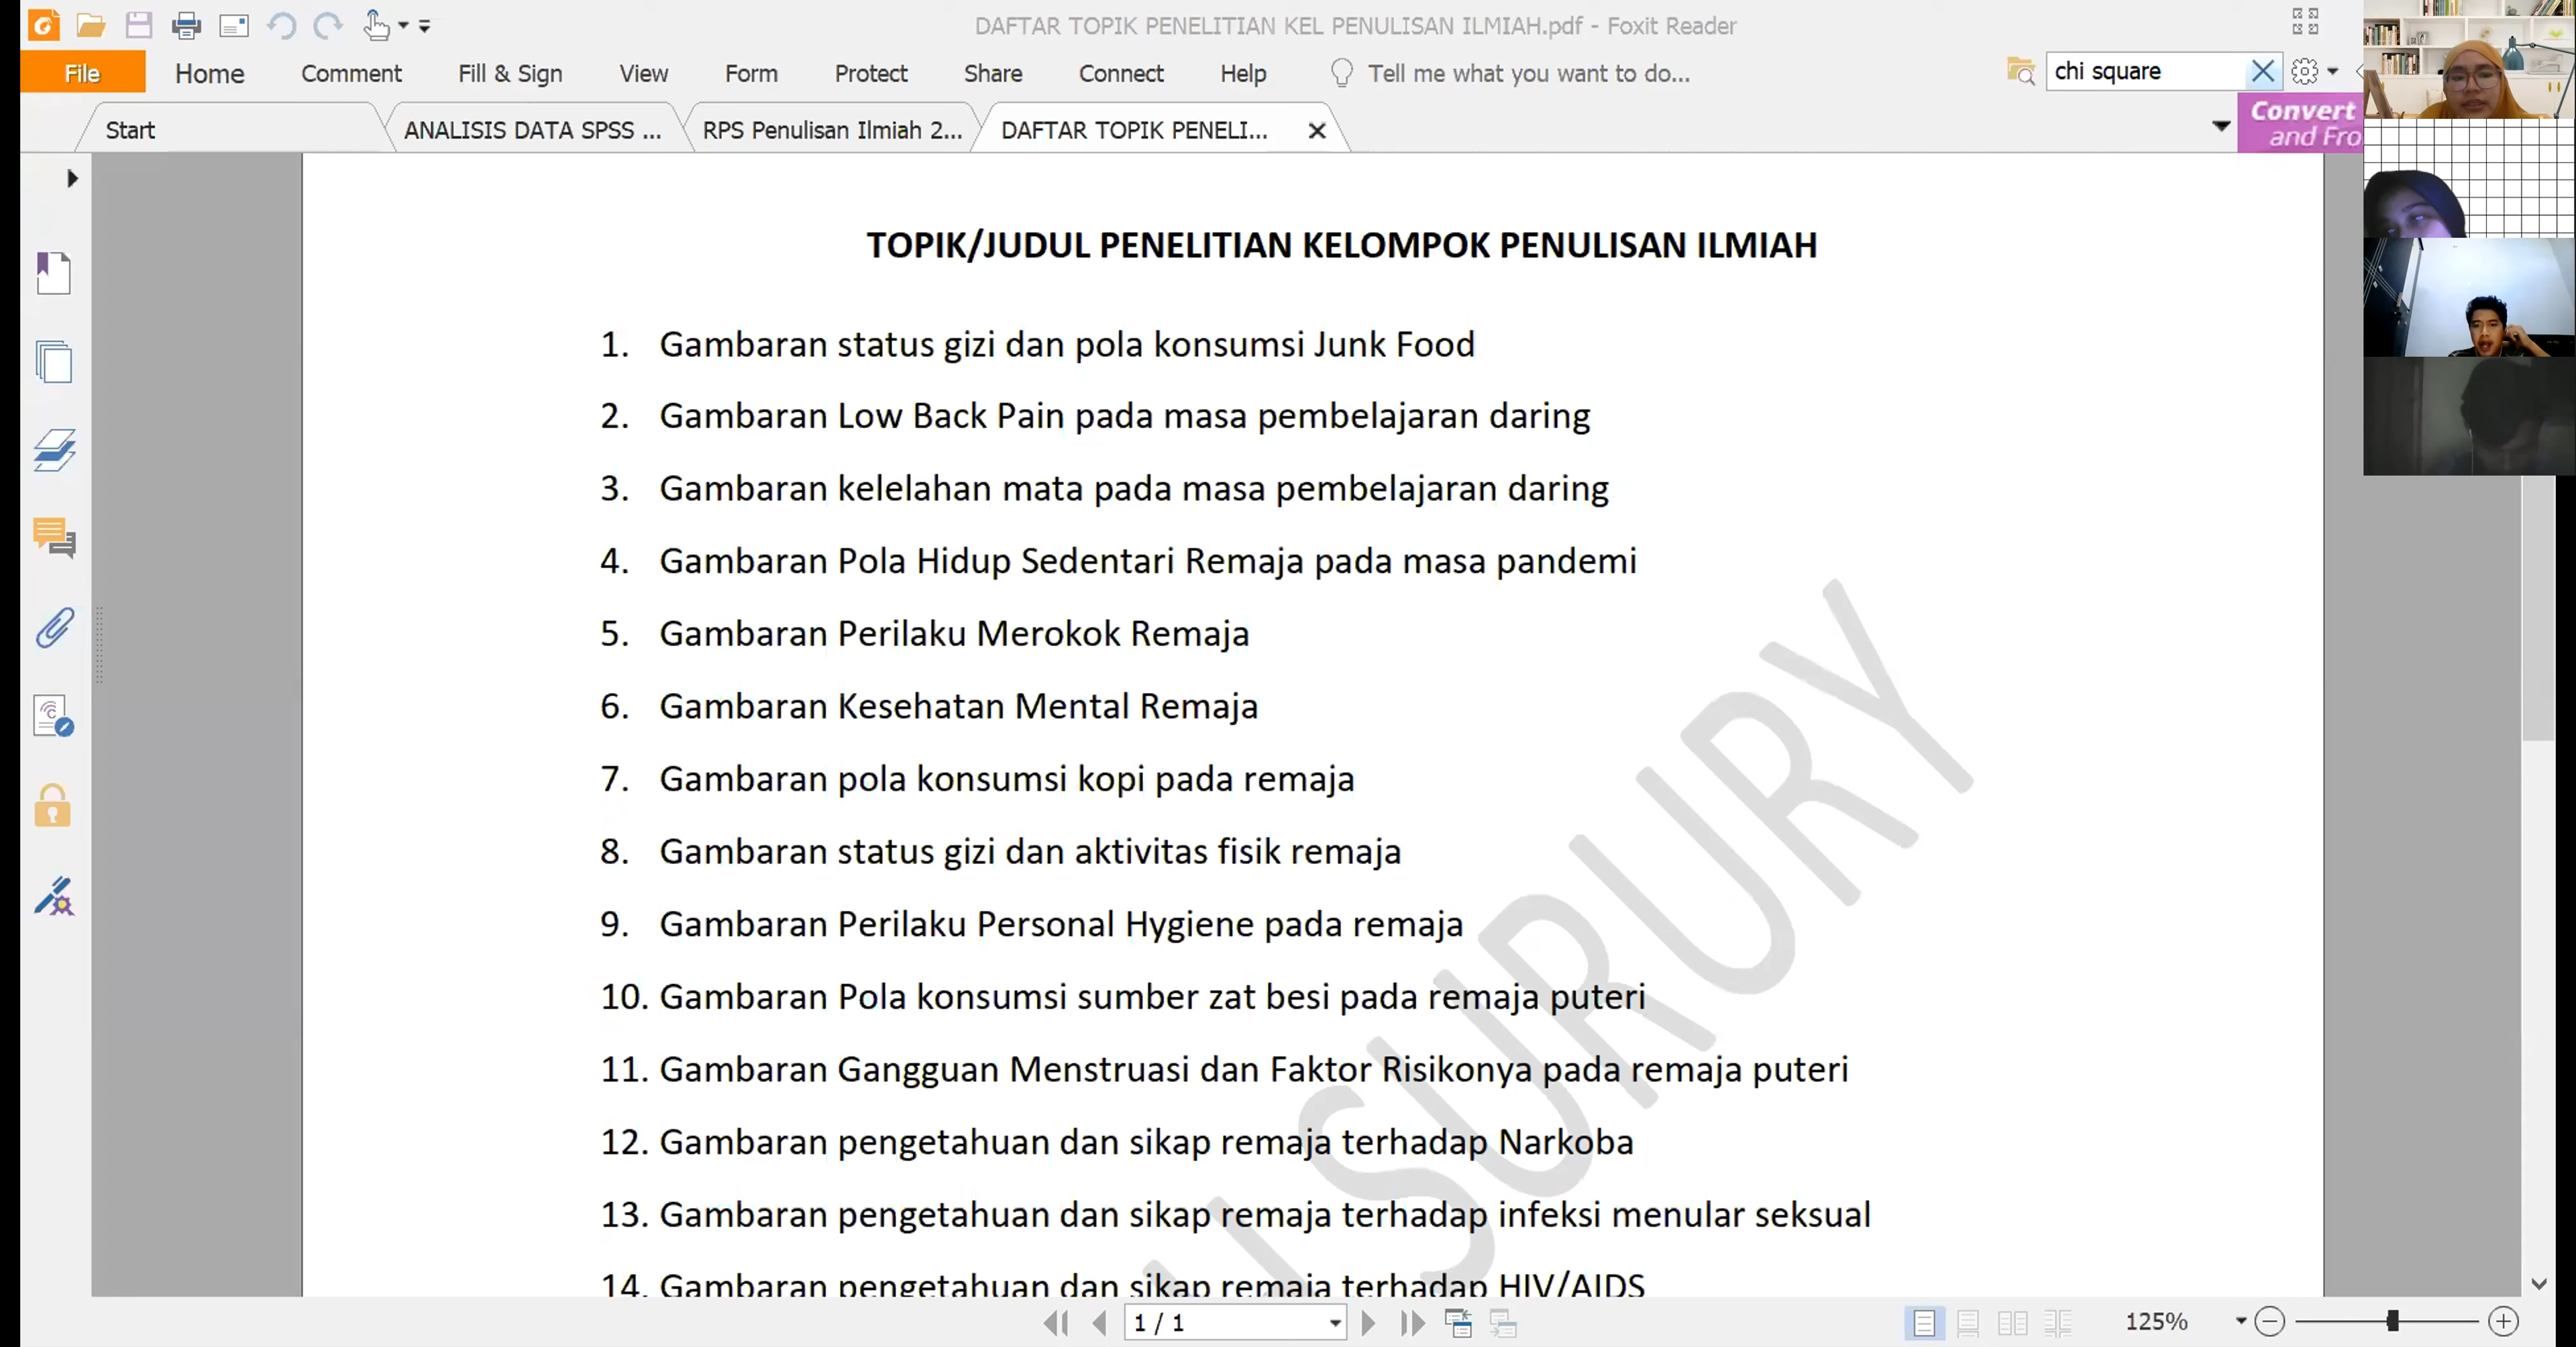 DAFTAR TOPIK PENELITIAN KEL PENULISAN ILMIAH.pdf - Foxit Reader
File Home Comment Fill & Sign View Form Protect Share Connect Help Tell me what you want to do... chi square
Start ANALISIS DATA SPSS ... RPS Penulisan Ilmiah 2... DAFTAR TOPIK PENELI...
Convert
and Fro
TOPIK/JUDUL PENELITIAN KELOMPOK PENULISAN ILMIAH
1. Gambaran status gizi dan pola konsumsi Junk Food
2. Gambaran Low Back Pain pada masa pembelajaran daring
3. Gambaran kelelahan mata pada masa pembelajaran daring
4. Gambaran Pola Hidup Sedentari Remaja pada masa pandemi
5. Gambaran Perilaku Merokok Remaja
6. Gambaran Kesehatan Mental Remaja
7. Gambaran pola konsumsi kopi pada remaja
8. Gambaran status gizi dan aktivitas fisik remaja
9. Gambaran Perilaku Personal Hygiene pada remaja
10. Gambaran Pola konsumsi sumber zat besi pada remaja puteri
11. Gambaran Gangguan Menstruasi dan Faktor Risikonya pada remaja puteri
12. Gambaran pengetahuan dan sikap remaja terhadap Narkoba
13. Gambaran pengetahuan dan sikap remaja terhadap infeksi menular seksual
14. Gambaran pengetahuan dan sikap remaja terhadap HIV/AIDS
SURURY
1 / 1
125%